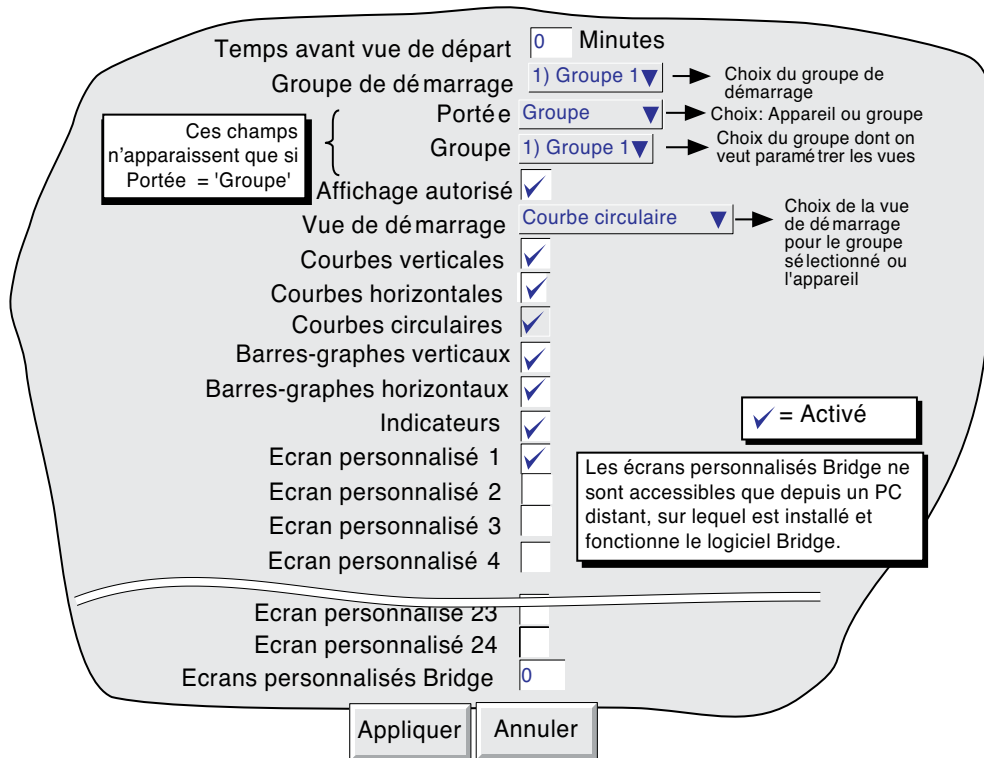 Temps avant vue de départ 0 Minutes
Groupe de démarrage 1) Groupe 1
Choix du groupe de
démarrage
Portée Groupe
Choix: Appareil ou groupe
Ces champs
n'apparaissent que si
Portée = 'Groupe'
Groupe 1) Groupe 1
Choix du groupe dont on
veut paramétrer les vues
Affichage autorisé
Vue de démarrage Courbe circulaire
Choix de la vue
de démarrage
pour le groupe
sélectionné ou
l'appareil
Courbes verticales
Courbes horizontales
Courbes circulaires
Barres-graphes verticaux
Barres-graphes horizontaux
Indicateurs
= Activé
Ecran personnalisé 1
Ecran personnalisé 2
Ecran personnalisé 3
Ecran personnalisé 4
Les écrans personnalisés Bridge ne
sont accessibles que depuis un PC
distant, sur lequel est installé et
fonctionne le logiciel Bridge.
Ecran personnalisé 23
Ecran personnalisé 24
Ecrans personnalisés Bridge 0
Appliquer Annuler